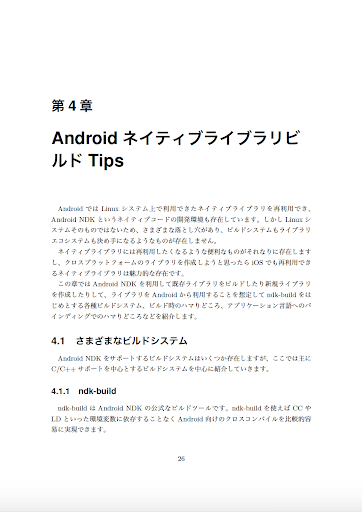 第 4 章
Android ネイティブライブラリビ
ルド Tips
Android では Linux システム上で利用できたネイティブライブラリを再利用でき、
Android NDK というネイティブコードの開発環境も存在しています。しかし Linux シ
ステムそのものではないため、さまざまな落とし穴があり、ビルドシステムもライブラリ
エコシステムも決め手になるようなものが存在しません。
ネイティブライブラリには再利用したくなるような便利なものがそれなりに存在します
し、クロスプラットフォームのライブラリを作成しようと思ったら iOS でも再利用でき
るネイティブライブラリは魅力的な存在です。
この章では Android NDK を利用して既存ライブラリをビルドしたり新規ライブラリ
を作成したりして、ライブラリを Android から利用することを想定して ndk-build をは
じめとする各種ビルドシステム、ビルド時のハマりどころ、アプリケーション言語へのバ
インディングでのハマりどころなどを紹介します。
4.1 さまざまなビルドシステム
Android NDK をサポートするビルドシステムはいくつか存在しますが、ここでは主に
C/C++ サポートを中心とするビルドシステムを中心に紹介していきます。
4.1.1 ndk-build
ndk-build は Android NDK の公式なビルドツールです。ndk-build を使えば CC や
LD といった環境変数に依存することなく Android 向けのクロスコンパイルを比較的容
易に実現できます。
26